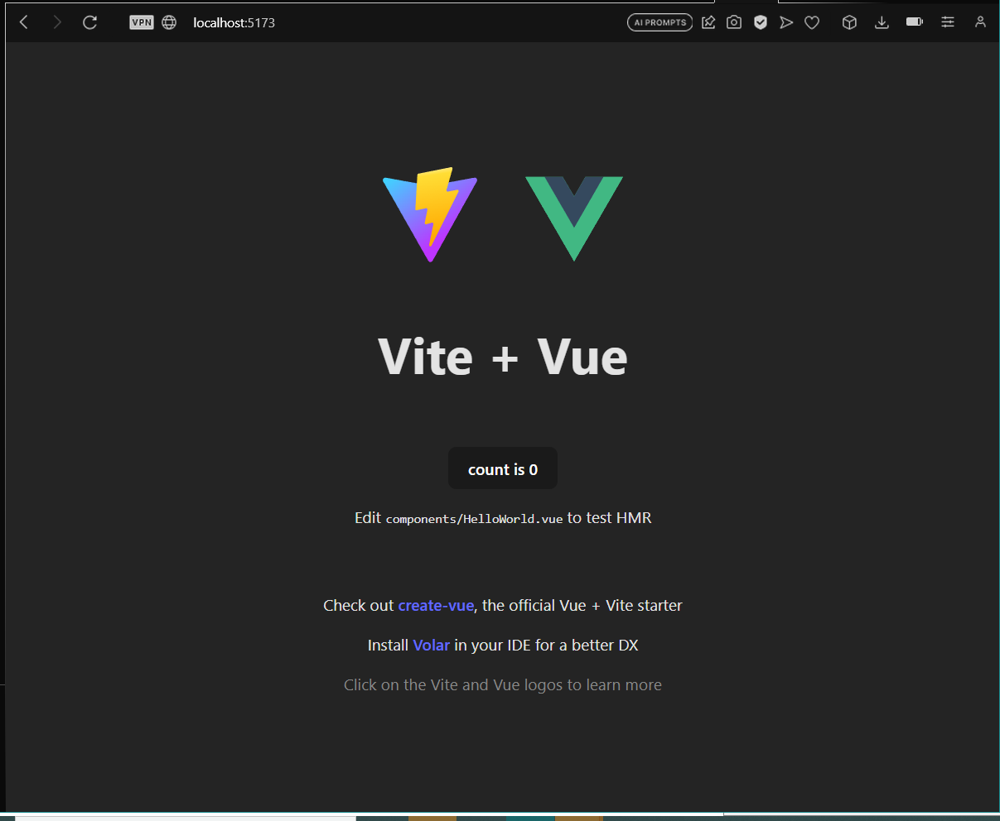 VPN localhost:5173 AI PROMPTS
Vite + Vue
count is 0
Edit components/HelloWorld.vue to test HMR
Check out create-vue, the official Vue + Vite starter
Install Volar in your IDE for a better DX
Click on the Vite and Vue logos to learn more